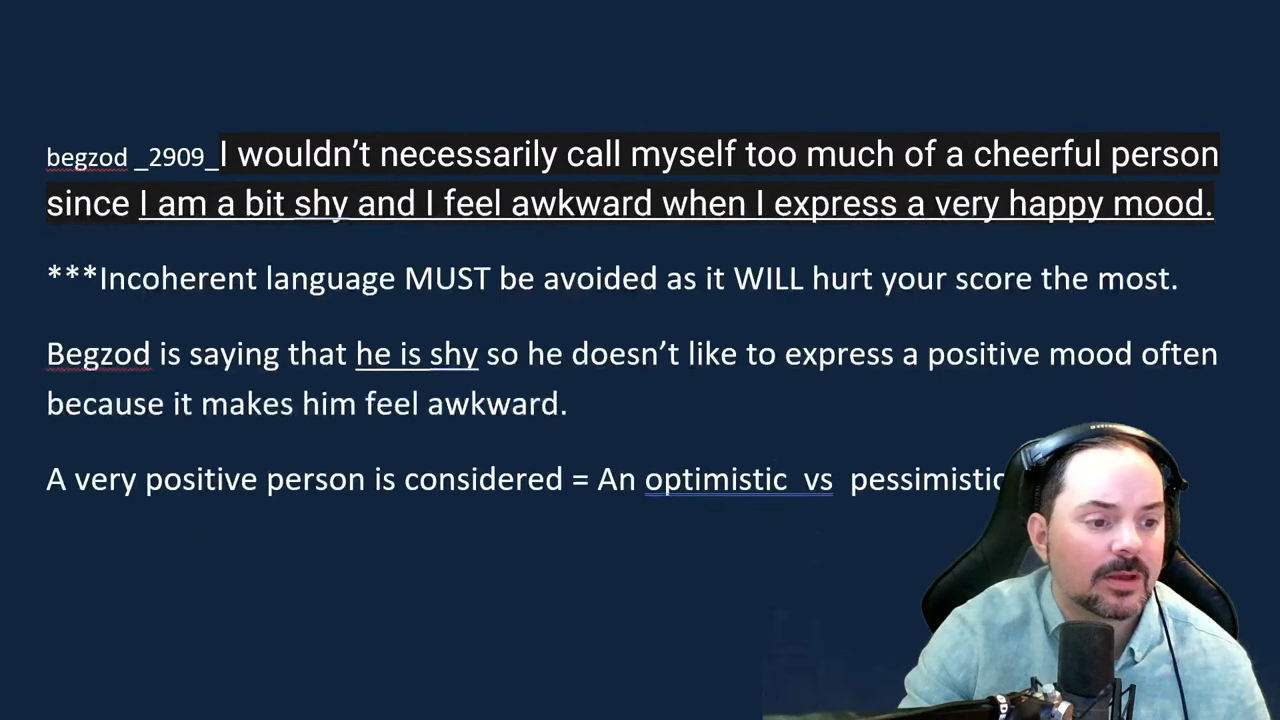 begzod _2909_I wouldn’t necessarily call myself too much of a cheerful person
since I am a bit shy and I feel awkward when I express a very happy mood.
***Incoherent language MUST be avoided as it WILL hurt your score the most.
Begzod is saying that he is shy so he doesn’t like to express a positive mood often
because it makes him feel awkward.
A very positive person is considered = An optimistic vs pessimistic